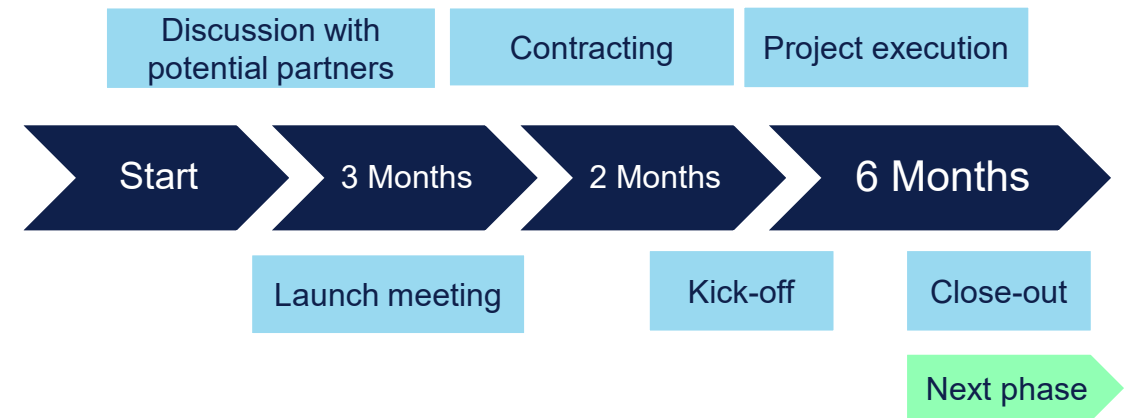 Discussion with
potential partners
Contracting
Project execution
Start
3 Months
2 Months
6 Months
Launch meeting
Kick-off
Close-out
Next phase